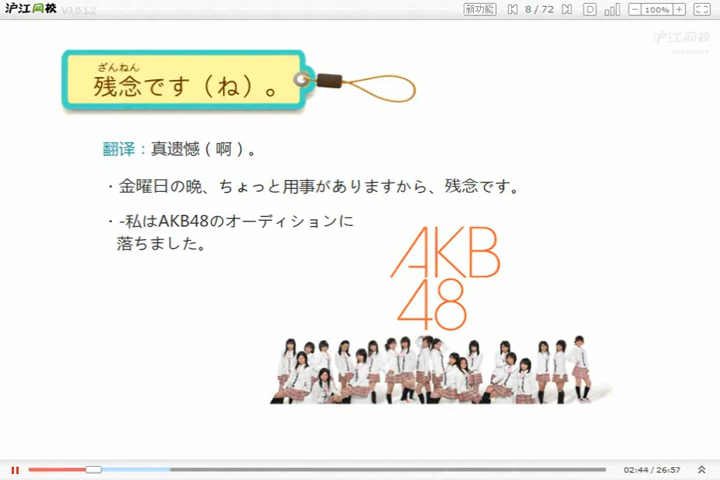 沪江网校 V3.0.1.2
新功能 8 / 72 D 100%
沪江网校
ざんねん
残念です（ね）。
翻译：真遗憾（啊）。
・金曜日の晩、ちょっと用事がありますから、残念です。
・-私はAKB48のオーディションに
落ちました。
AKB
48
02:44 / 26:57